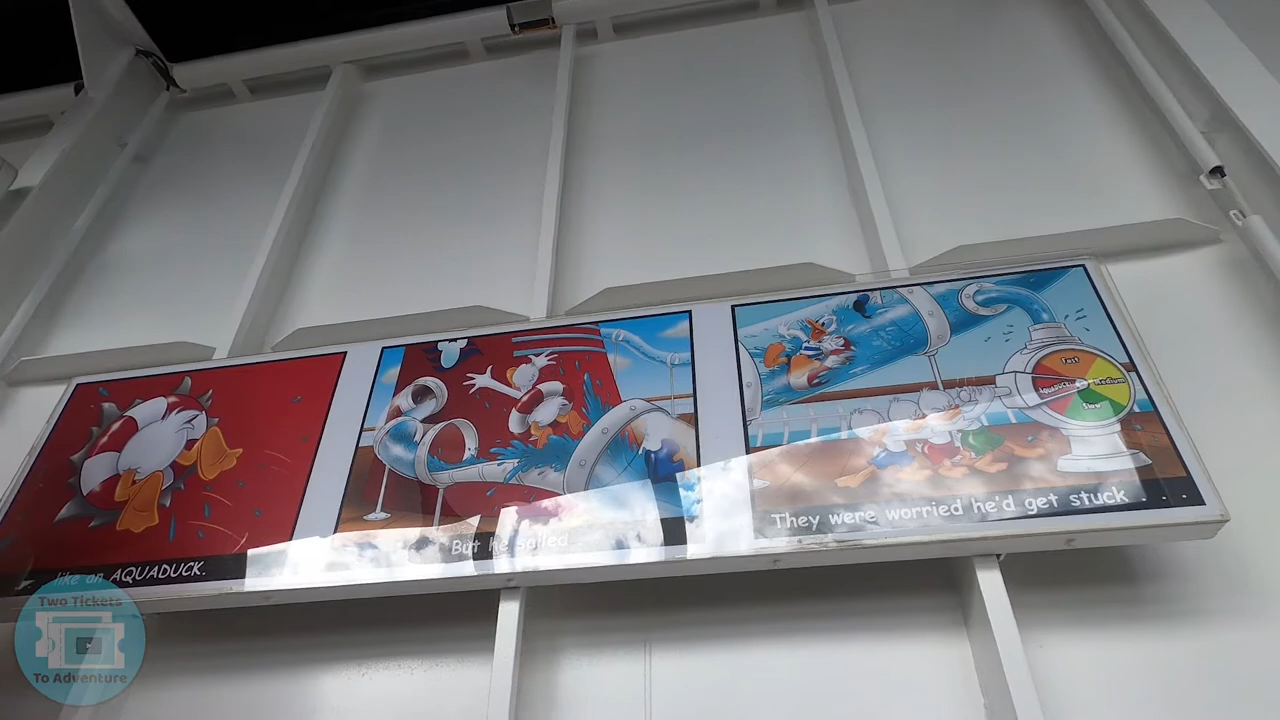 like an AQUADUCK.
But he sailed
They were worried he'd get stuck . . . .
Fast
AQUADUCK
Medium
Slow
Two Tickets
To Adventure